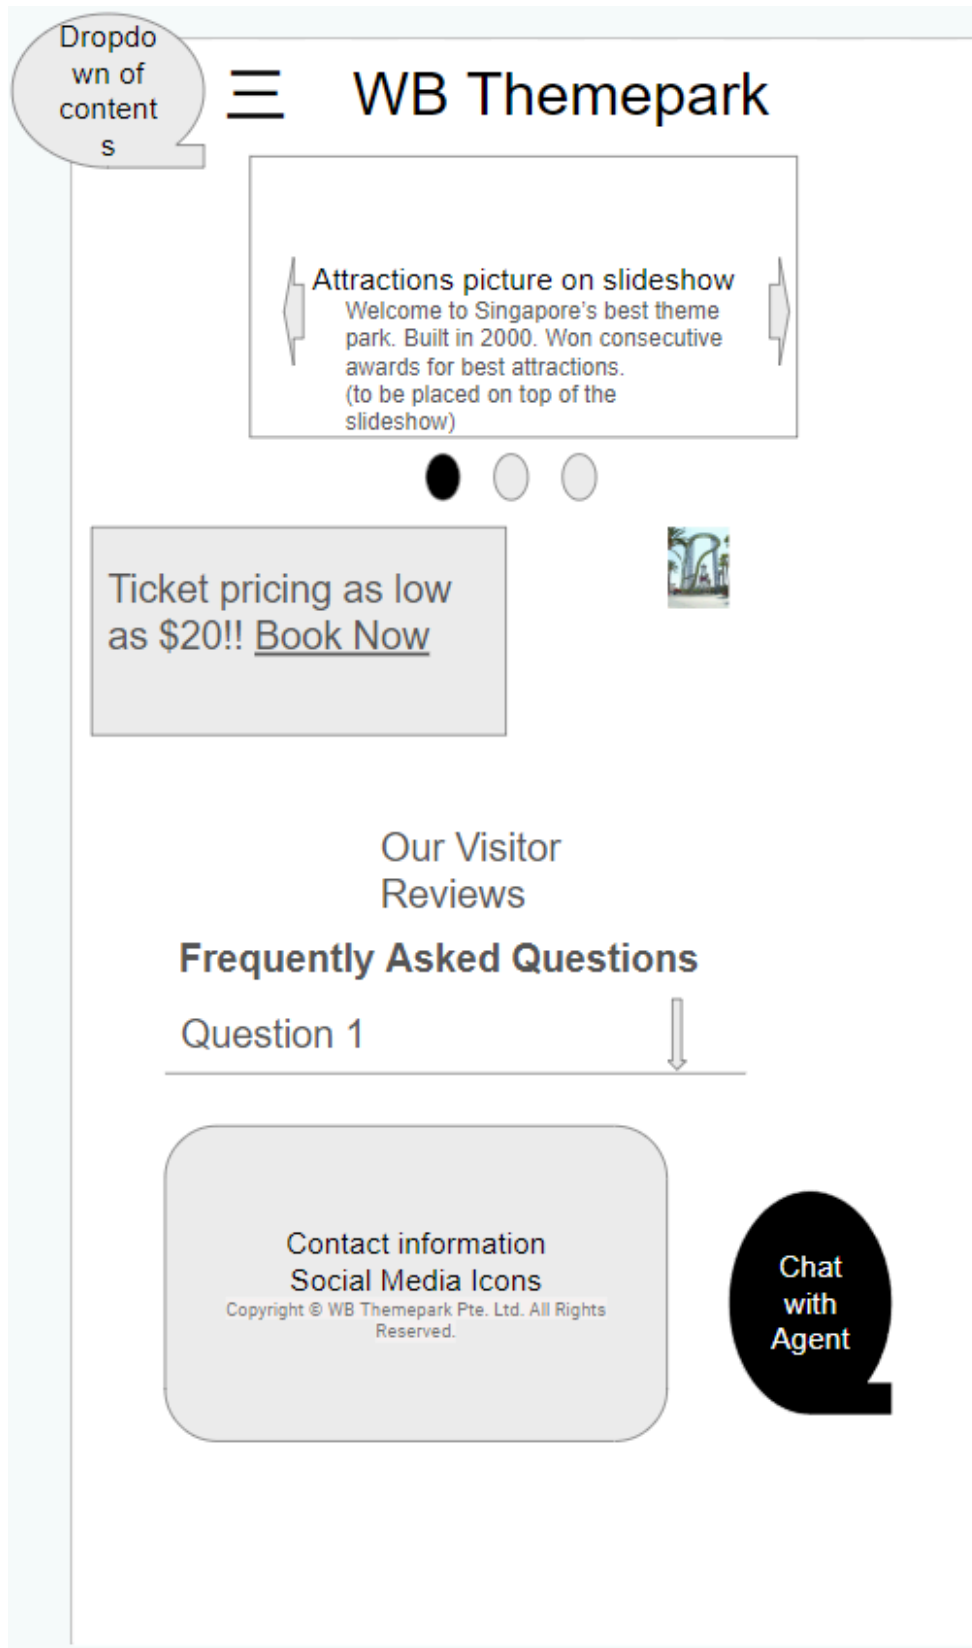 Dropdo
wn of
content
s
WB Themepark
Attractions picture on slideshow
Welcome to Singapore's best theme
park. Built in 2000. Won consecutive
awards for best attractions.
(to be placed on top of the
slideshow)
Ticket pricing as low
as $20!! Book Now
Our Visitor
Reviews
Frequently Asked Questions
Question 1
Contact information
Social Media Icons
Copyright © WB Themepark Pte. Ltd. All Rights
Reserved.
Chat
with
Agent